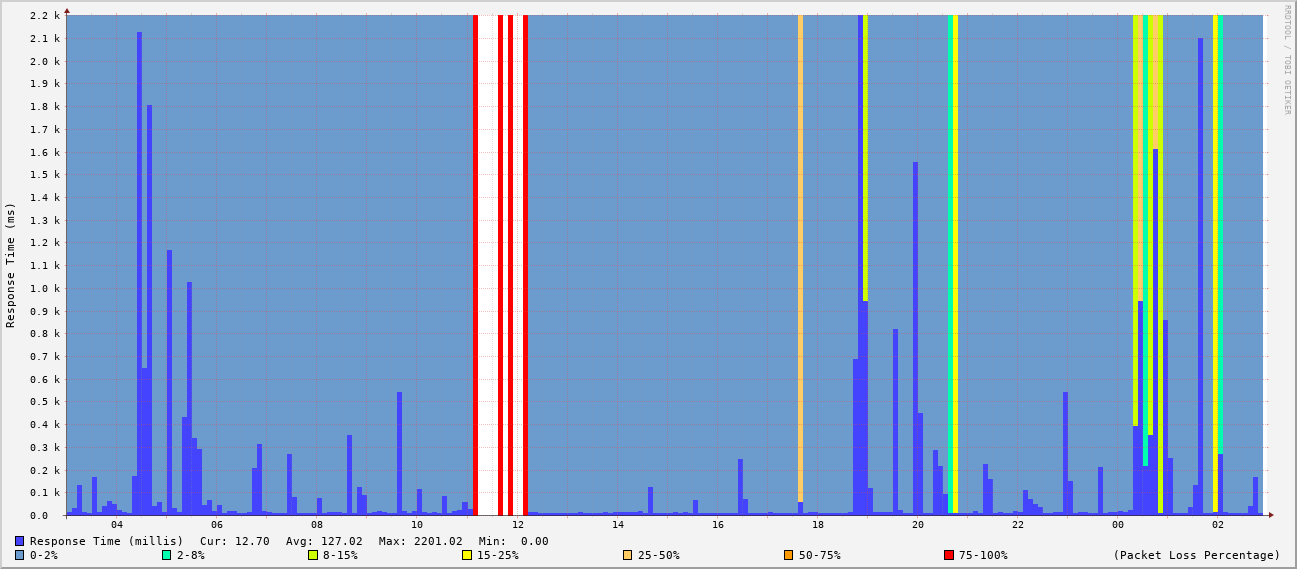 RRDTOOL / TOBI OETIKER
Response Time (ms)
2.2 k
2.1 k
2.0 k
1.9 k
1.8 k
1.7 k
1.6 k
1.5 k
1.4 k
1.3 k
1.2 k
1.1 k
1.0 k
0.9 k
0.8 k
0.7 k
0.6 k
0.5 k
0.4 k
0.3 k
0.2 k
0.1 k
0.0
04 06 08 10 12 14 16 18 20 22 00 02
Response Time (millis) Cur: 12.70 Avg: 127.02 Max: 2201.02 Min: 0.00
0-2% 2-8% 8-15% 15-25% 25-50% 50-75% 75-100% (Packet Loss Percentage)